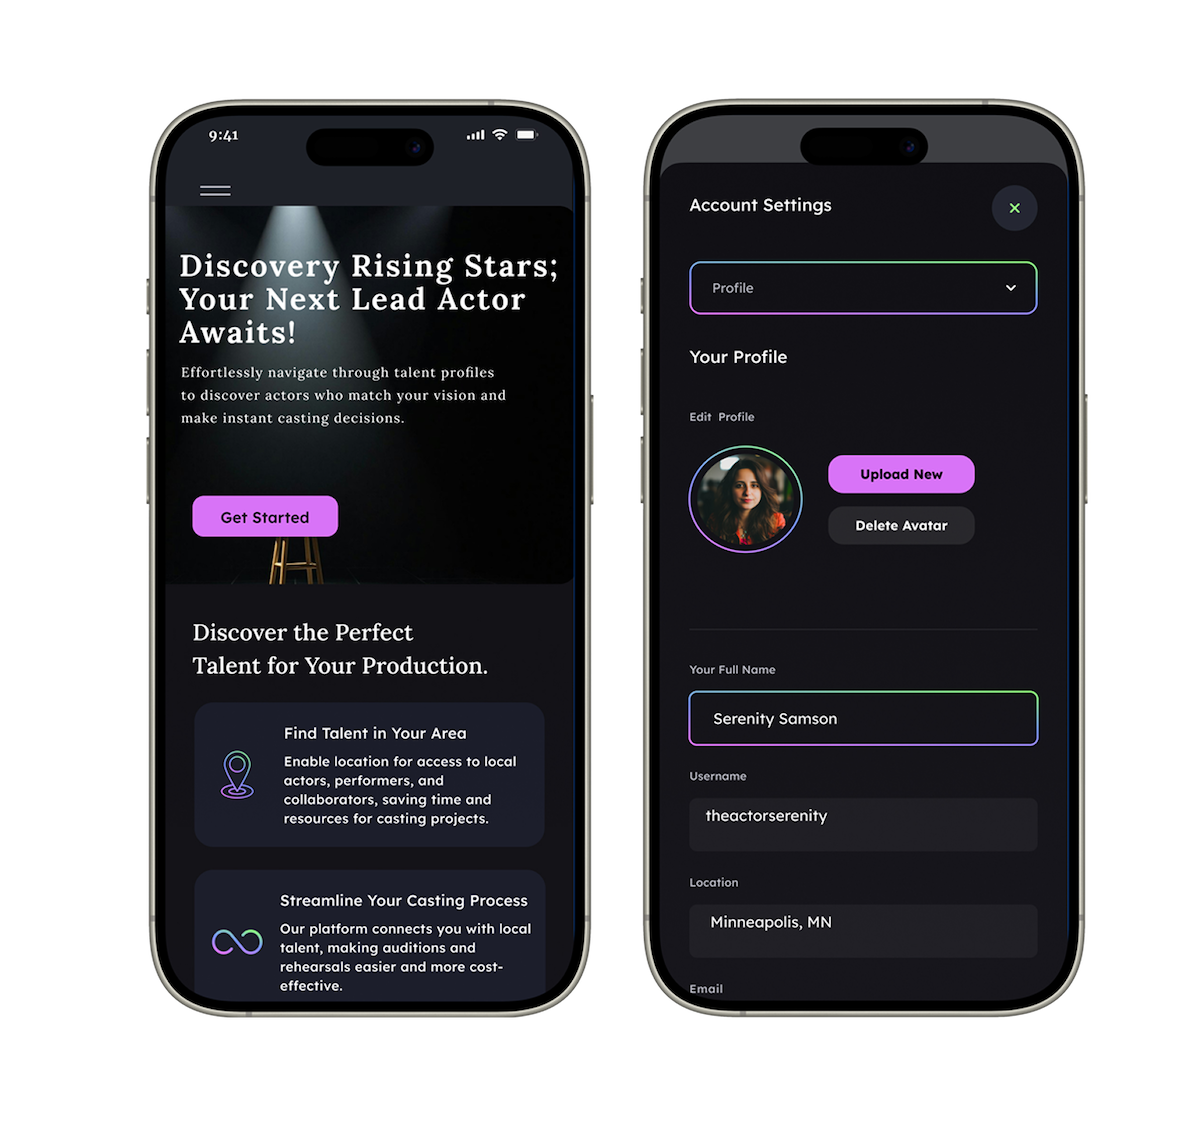 9:41
Discovery Rising Stars;
Your Next Lead Actor
Awaits!
Effortlessly navigate through talent profiles
to discover actors who match your vision and
make instant casting decisions.
Get Started
Discover the Perfect
Talent for Your Production.
Find Talent in Your Area
Enable location for access to local
actors, performers, and
collaborators, saving time and
resources for casting projects.
Streamline Your Casting Process
Our platform connects you with local
talent, making auditions and
rehearsals easier and more cost-
effective.
Account Settings
Profile
Your Profile
Edit Profile
Upload New
Delete Avatar
Your Full Name
Serenity Samson
Username
theactorserenity
Location
Minneapolis, MN
Email